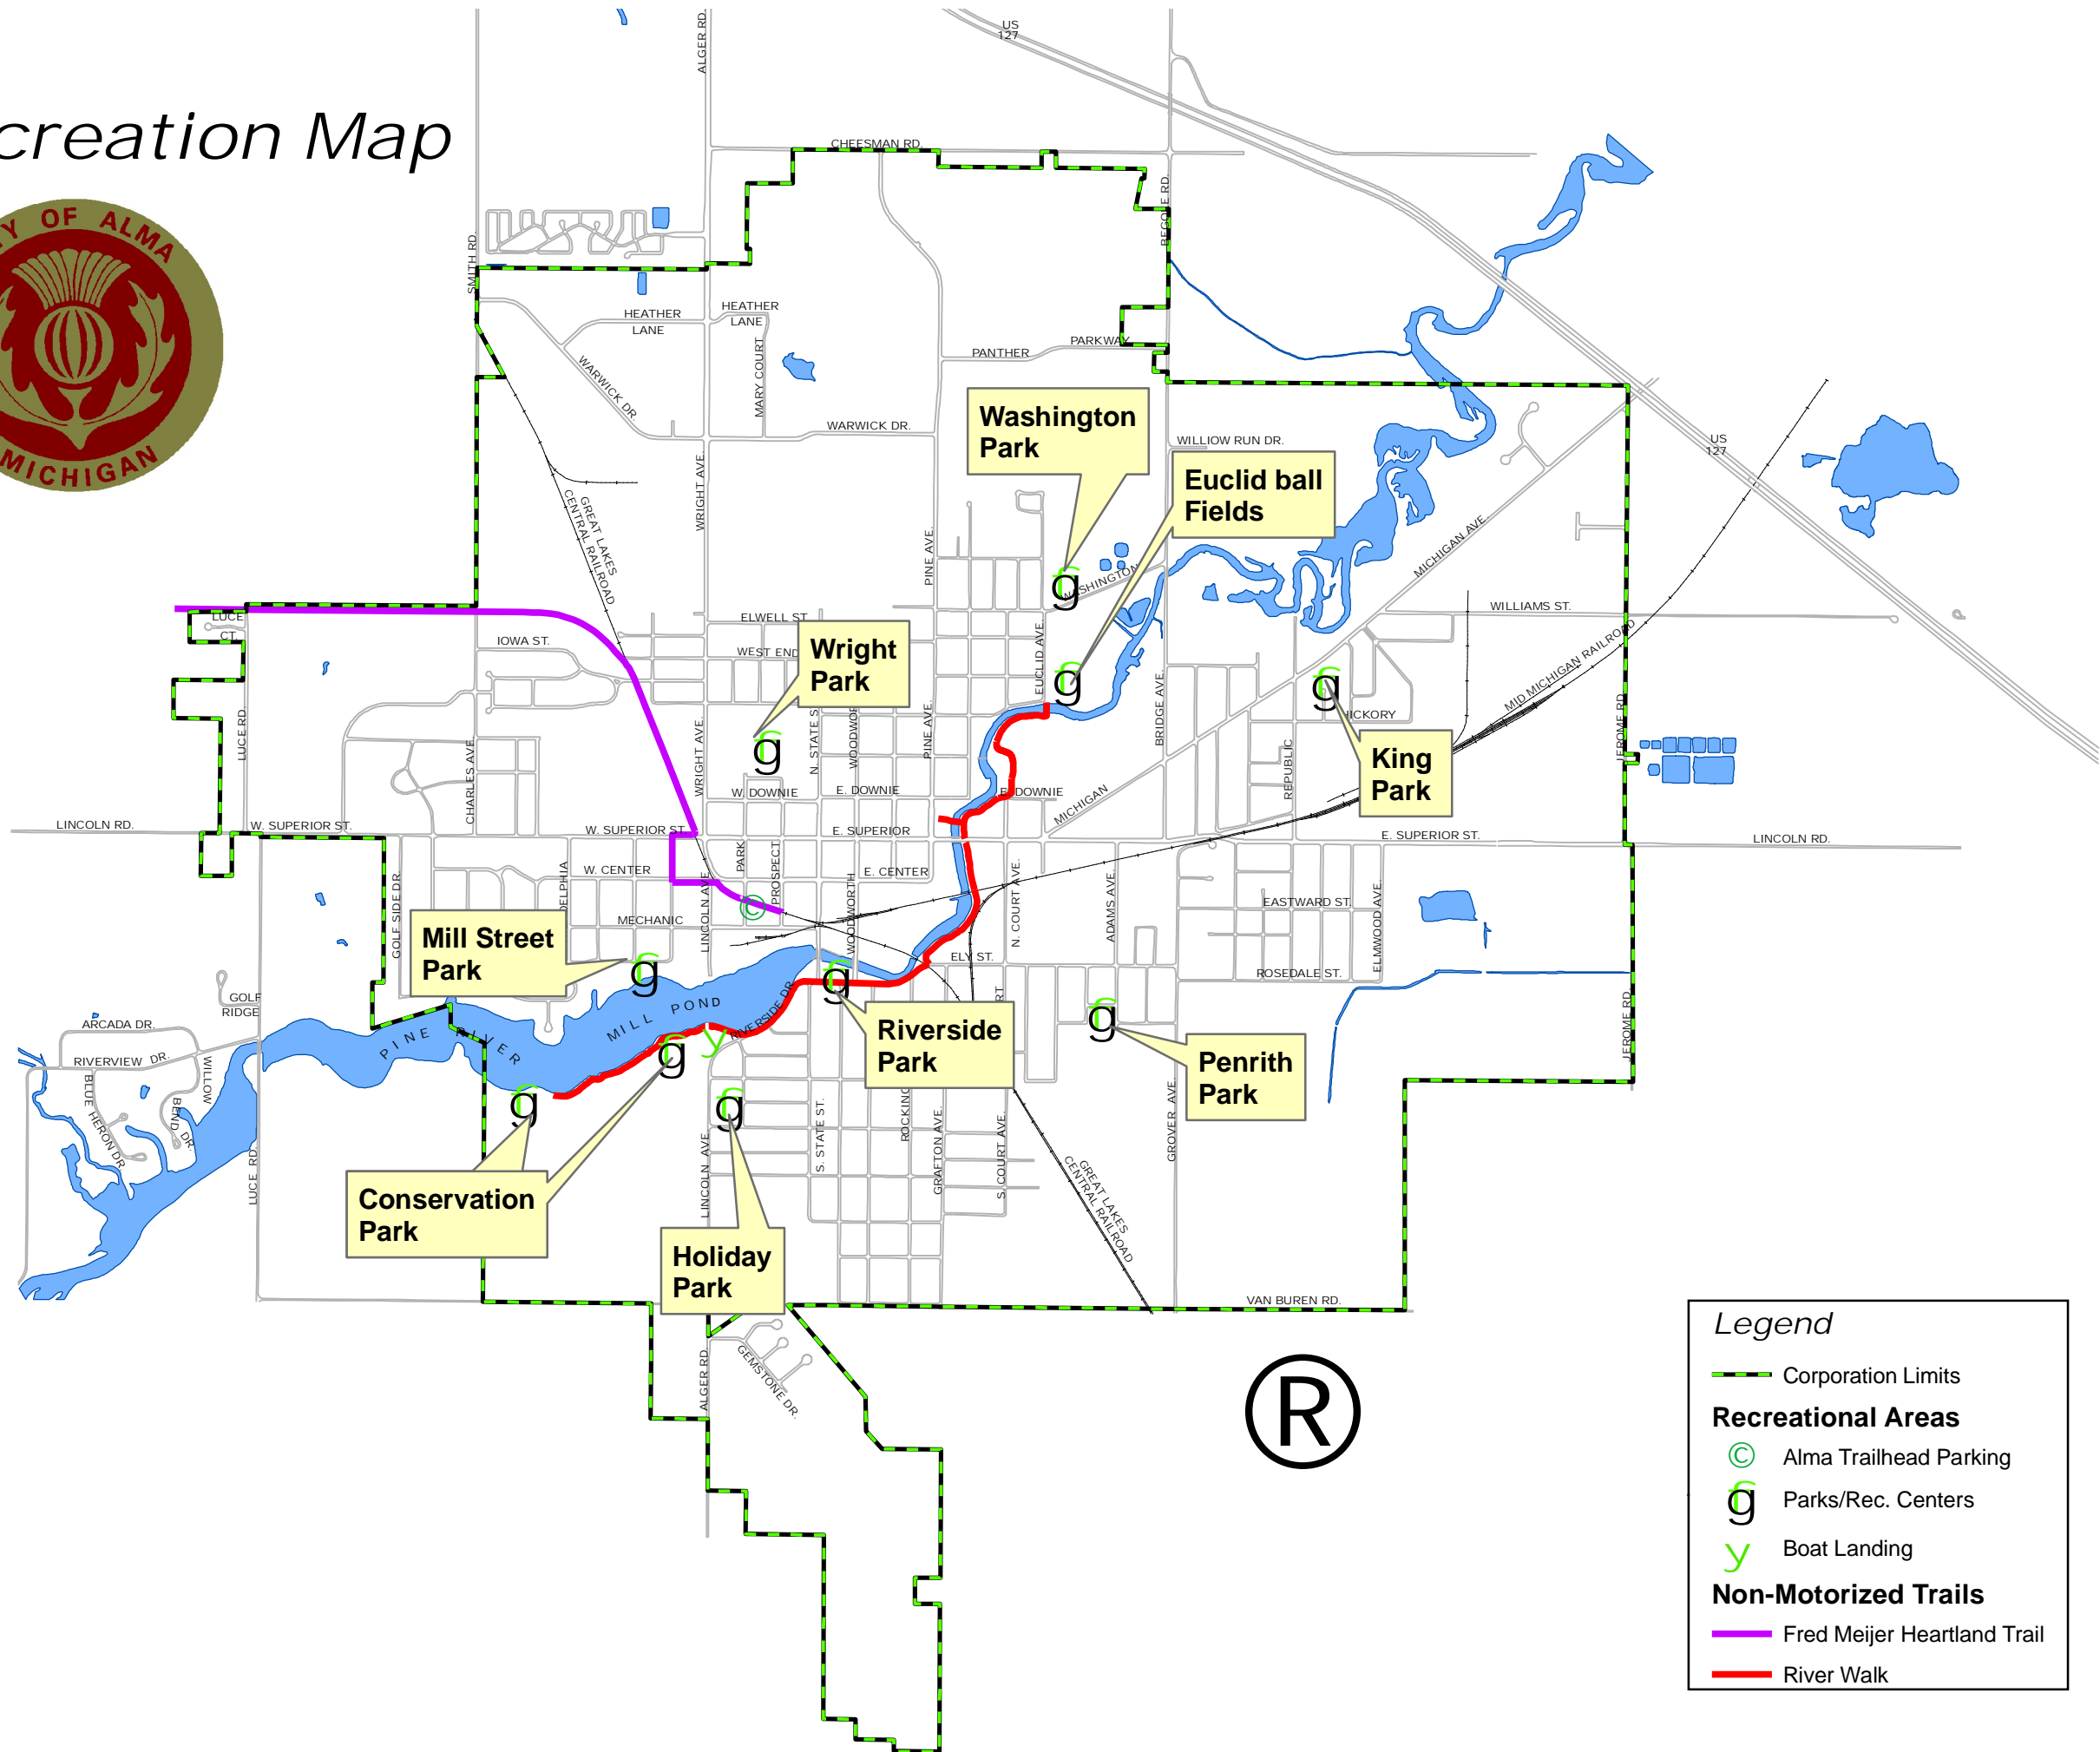 creation Map
Y OF ALMA
MICHIGAN
US
127
ALGER RD.
CHEESMAN RD.
SMITH RD.
HEATHER
LANE
HEATHER
LANE
MARY COURT
WARWICK DR.
WARWICK DR.
PANTHER
PARKWAY
Washington
Park
WILLIOW RUN DR.
Euclid ball
Fields
US
127
GREAT LAKES
CENTRAL RAILROAD
WRIGHT AVE.
PINE AVE.
WASHINGTON
MICHIGAN AVE.
WILLIAMS ST.
LUCE
CT.
ELWELL ST.
IOWA ST.
WEST END
Wright
Park
EUCLID AVE.
BRIDGE AVE.
MID MICHIGAN RAILROAD
LUCE RD.
CHARLES AVE.
WRIGHT AVE.
N. STATE S
WOODWOR
PINE AVE.
HICKORY
REPUBLIC
King
Park
JEROME RD.
W. DOWNIE
E. DOWNIE
E. DOWNIE
MICHIGAN
LINCOLN RD.
W. SUPERIOR ST.
W. SUPERIOR ST.
E. SUPERIOR
E. SUPERIOR ST.
LINCOLN RD.
W. CENTER
PARK
PROSPECT
E. CENTER
DELPHIA
GOLF SIDE DR.
MECHANIC
LINCOLN AVE.
WOODWORTH
N. COURT AVE.
ADAMS AVE.
EASTWARD ST.
ELMWOOD AVE.
Mill Street
Park
ELY ST.
ROSEDALE ST.
GOLF
RIDGE
ARCADA DR.
RIVERVIEW DR.
BLUE HERON DR
WILLOW
BEND DR.
PINE RIVER
MILL POND
RIVERSIDE DR.
RT
Riverside
Park
Penrith
Park
JEROME RD.
LUCE RD.
Conservation
Park
LINCOLN AVE
Holiday
Park
S. STATE ST.
ROCKING
GRAFTON AVE.
S. COURT AVE.
GROVER AVE.
GREAT LAKES
CENTRAL RAILROAD
VAN BUREN RD.
ALGER RD.
GEMSTONE DR.
®
Legend
Corporation Limits
Recreational Areas
© Alma Trailhead Parking
g Parks/Rec. Centers
y Boat Landing
Non-Motorized Trails
Fred Meijer Heartland Trail
River Walk